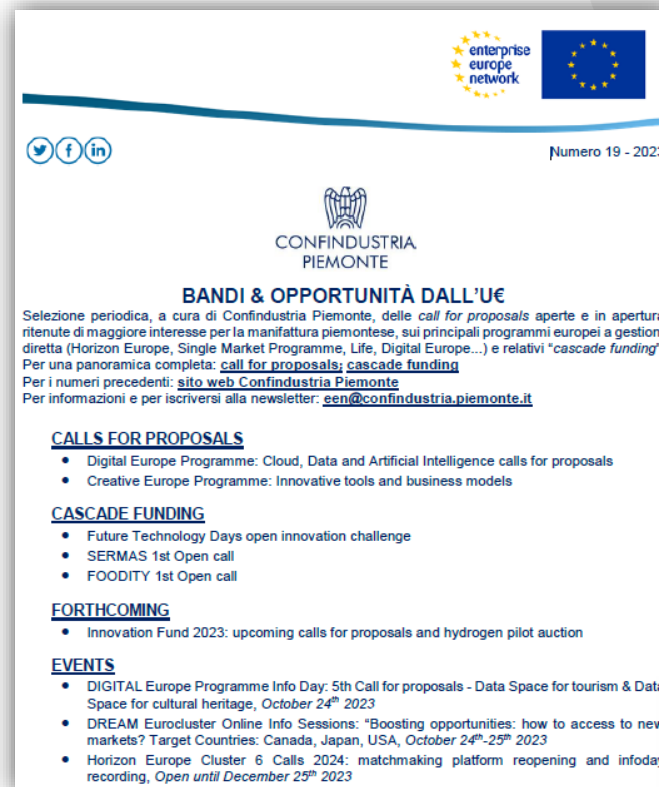 enterprise
europe
network
Numero 19 - 2023
CONFINDUSTRIA
PIEMONTE
BANDI & OPPORTUNITÀ DALL'U€
Selezione periodica, a cura di Confindustria Piemonte, delle call for proposals aperte e in apertura
ritenute di maggiore interesse per la manifattura piemontese, sui principali programmi europei a gestion
diretta (Horizon Europe, Single Market Programme, Life, Digital Europe...) e relativi “cascade funding”
Per una panoramica completa: call for proposals; cascade funding
Per i numeri precedenti: sito web Confindustria Piemonte
Per informazioni e per iscriversi alla newsletter: een@confindustria.piemonte.it
CALLS FOR PROPOSALS
• Digital Europe Programme: Cloud, Data and Artificial Intelligence calls for proposals
• Creative Europe Programme: Innovative tools and business models
CASCADE FUNDING
• Future Technology Days open innovation challenge
• SERMAS 1st Open call
• FOODITY 1st Open call
FORTHCOMING
• Innovation Fund 2023: upcoming calls for proposals and hydrogen pilot auction
EVENTS
• DIGITAL Europe Programme Info Day: 5th Call for proposals - Data Space for tourism & Data
Space for cultural heritage, October 24th 2023
• DREAM Eurocluster Online Info Sessions: “Boosting opportunities: how to access to new
markets? Target Countries: Canada, Japan, USA, October 24th-25th 2023
• Horizon Europe Cluster 6 Calls 2024: matchmaking platform reopening and infoday
recording, Open until December 25th 2023